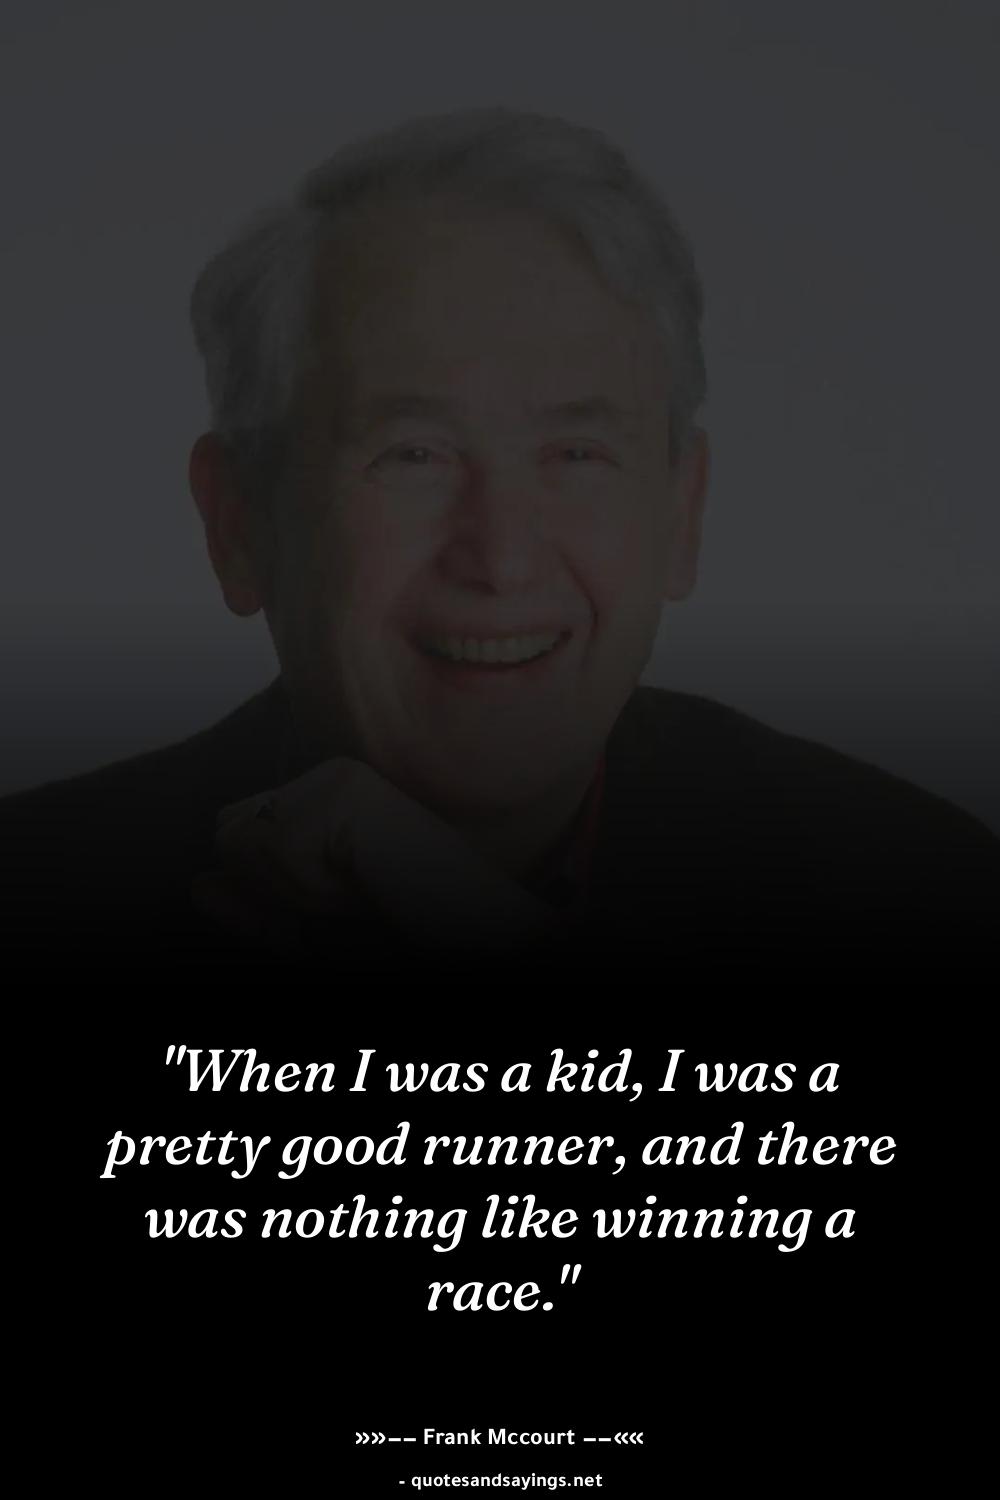 "When I was a kid, I was a
pretty good runner, and there
was nothing like winning a
race."
»»–– Frank Mccourt ––««
- quotesandsayings.net